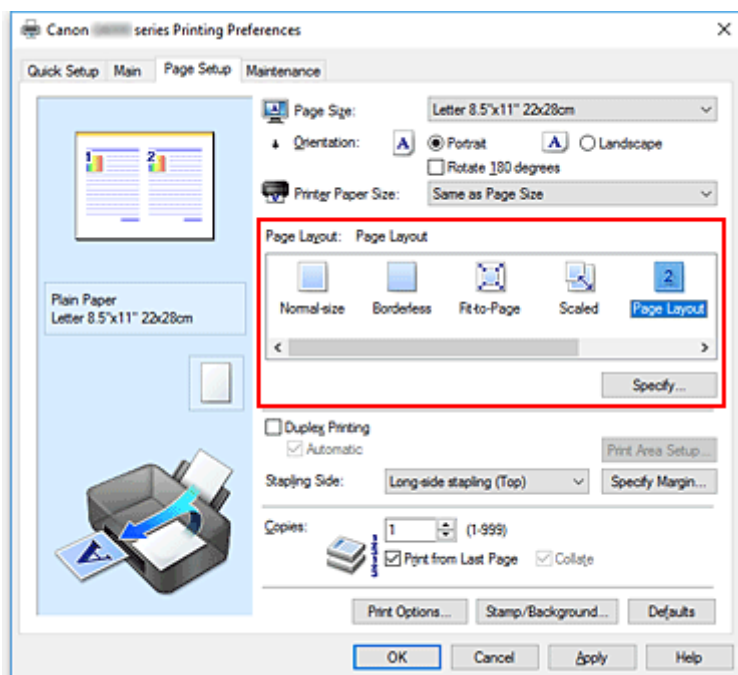 Canon series Printing Preferences
Quick Setup Main Page Setup Maintenance
1 2
Plain Paper
Letter 8.5"x11" 22x28cm
Page Size: Letter 8.5"x11" 22x28cm
Orientation: A Portrait A Landscape
Rotate 180 degrees
Printer Paper Size: Same as Page Size
Page Layout: Page Layout
2
Normal-size Borderless Fit-to-Page Scaled Page Layout
Specify...
Duplex Printing
Automatic Print Area Setup...
Stapling Side: Long-side stapling (Top) Specify Margin...
Copies: 1 (1-999)
Print from Last Page Collate
Print Options... Stamp/Background... Defaults
OK Cancel Apply Help
A